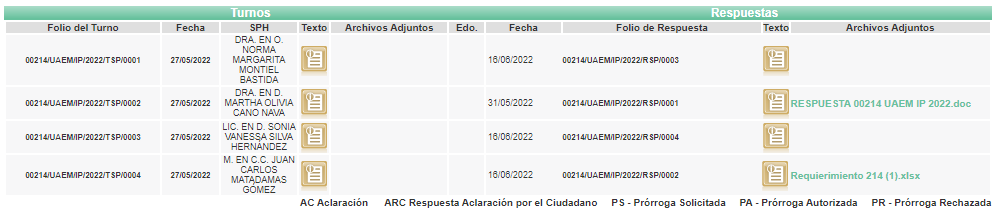 Turnos Respuestas
Folio del Turno Fecha SPH Texto Archivos Adjuntos Edo. Fecha Folio de Respuesta Texto Archivos Adjuntos
00214/UAEM/IP/2022/TSP/0001 27/05/2022 DRA. EN O. NORMA MARGARITA MONTIEL BASTIDA 16/06/2022 00214/UAEM/IP/2022/RSP/0003
00214/UAEM/IP/2022/TSP/0002 27/05/2022 DRA. EN D. MARTHA OLIVIA CANO NAVA 31/05/2022 00214/UAEM/IP/2022/RSP/0001 RESPUESTA 00214 UAEM IP 2022.doc
00214/UAEM/IP/2022/TSP/0003 27/05/2022 LIC. EN D. SONIA VANESSA SILVA HERNÁNDEZ 16/06/2022 00214/UAEM/IP/2022/RSP/0004
00214/UAEM/IP/2022/TSP/0004 27/05/2022 M. EN C.C. JUAN CARLOS MATADAMAS GÓMEZ 16/06/2022 00214/UAEM/IP/2022/RSP/0002 Requierimiento 214 (1).xlsx
AC Aclaración ARC Respuesta Aclaración por el Ciudadano PS - Prórroga Solicitada PA - Prórroga Autorizada PR - Prórroga Rechazada